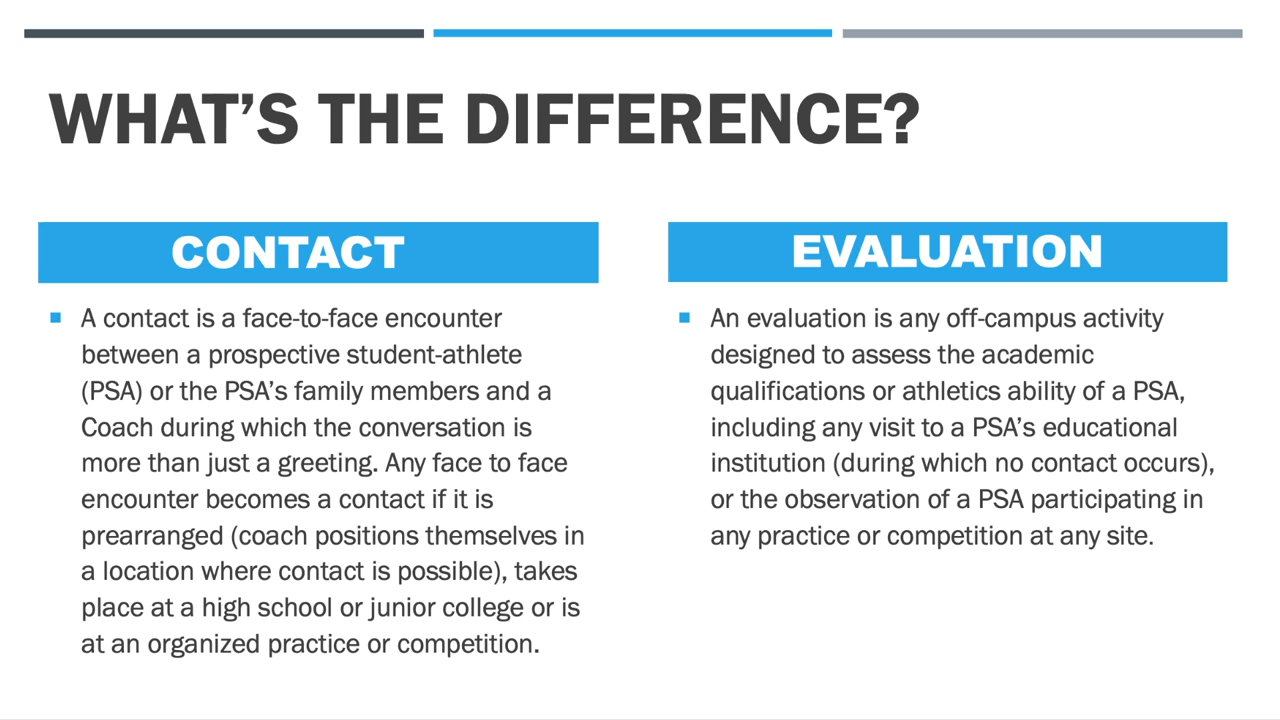 WHAT’S THE DIFFERENCE?
CONTACT
A contact is a face-to-face encounter
between a prospective student-athlete
(PSA) or the PSA’s family members and a
Coach during which the conversation is
more than just a greeting. Any face to face
encounter becomes a contact if it is
prearranged (coach positions themselves in
a location where contact is possible), takes
place at a high school or junior college or is
at an organized practice or competition.
EVALUATION
An evaluation is any off-campus activity
designed to assess the academic
qualifications or athletics ability of a PSA,
including any visit to a PSA’s educational
institution (during which no contact occurs),
or the observation of a PSA participating in
any practice or competition at any site.